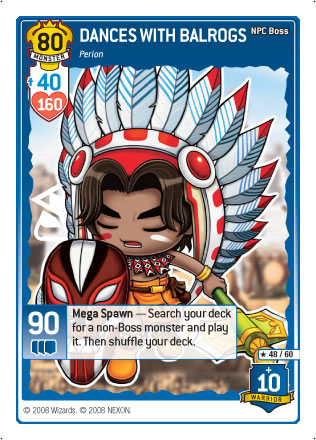 80
MONSTER
DANCES WITH BALROGS
NPC Boss
Perion
+40
160
90
Mega Spawn — Search your deck
for a non-Boss monster and play
it. Then shuffle your deck.
★ 48 / 60
+
10
WARRIOR
© 2008 Wizards. © 2008 NEXON.